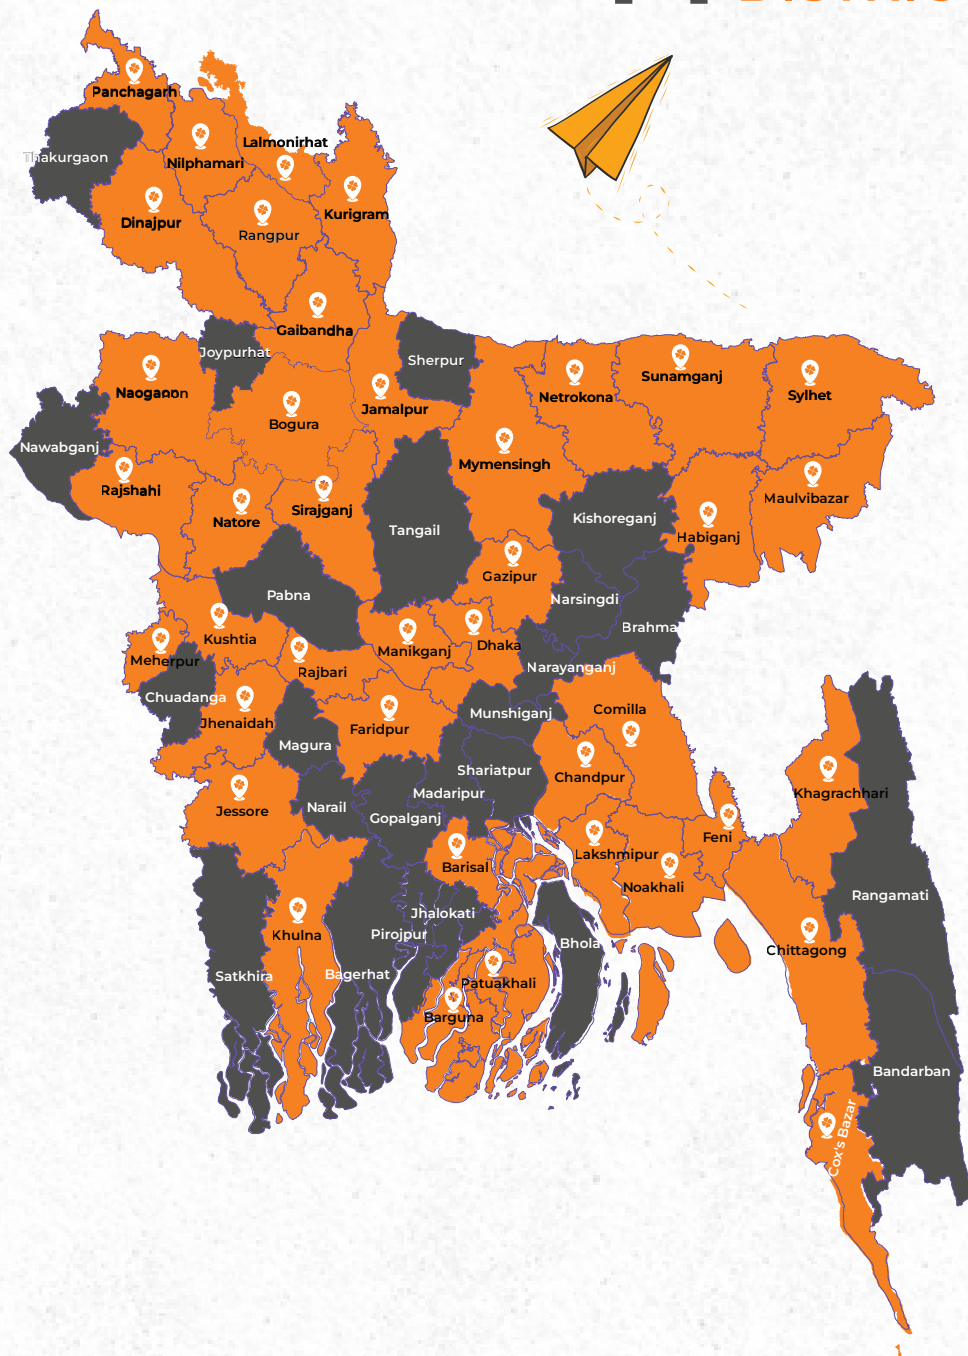 Panchagarh
Thakurgaon
Nilphamari
Lalmonirhat
Dinajpur
Rangpur
Kurigram
Gaibandha
Joypurhat
Sherpur
Naogaon
Bogura
Jamalpur
Netrokona
Sunamganj
Sylhet
Nawabganj
Rajshahi
Natore
Sirajganj
Mymensingh
Maulvibazar
Tangail
Kishoreganj
Habiganj
Pabna
Gazipur
Narsingdi
Brahma
Kushtia
Meherpur
Rajbari
Manikganj
Dhaka
Narayanganj
Chuadanga
Jhenaidah
Magura
Faridpur
Munshiganj
Comilla
Shariatpur
Chandpur
Madaripur
Khagrachhari
Jessore
Narail
Gopalganj
Feni
Barisal
Lakshmipur
Noakhali
Rangamati
Jhalokati
Pirojpur
Khulna
Bhola
Chittagong
Satkhira
Bagerhat
Patuakhali
Barguna
Bandarban
Cox's Bazar